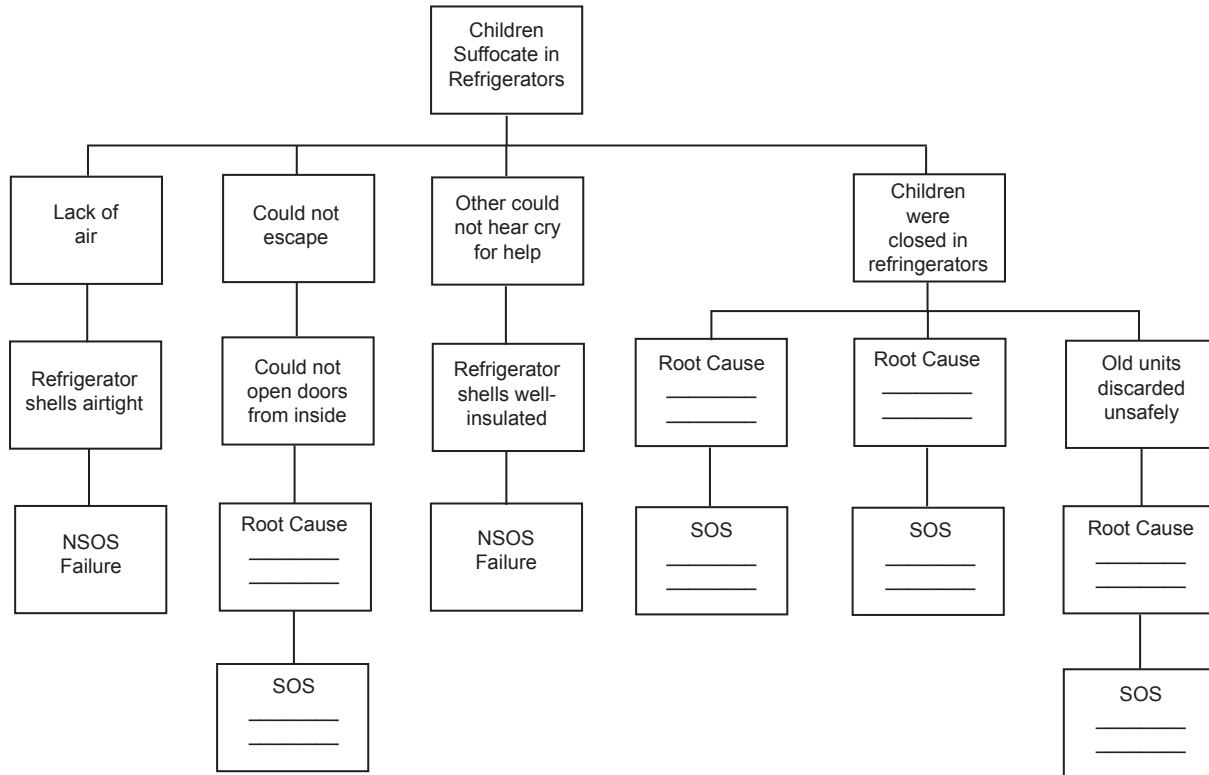 Children
Suffocate in
Refrigerators
Lack of
air
Could not
escape
Other could
not hear cry
for help
Children
were
closed in
refringerators
Refrigerator
shells airtight
Could not
open doors
from inside
Refrigerator
shells well-
insulated
Root Cause
Root Cause
Old units
discarded
unsafely
NSOS
Failure
Root Cause
NSOS
Failure
SOS
SOS
Root Cause
SOS
SOS